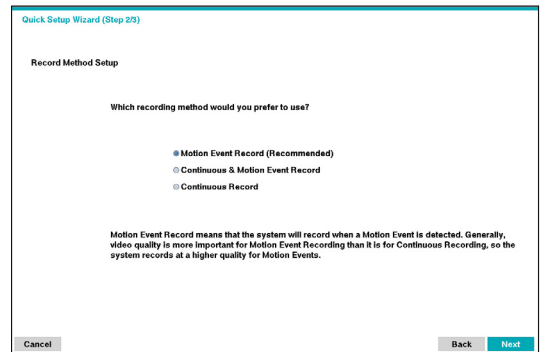 Quick Setup Wizard (Step 2/3)
Record Method Setup
Which recording method would you prefer to use?
Motion Event Record (Recommended)
Continuous & Motion Event Record
Continuous Record
Motion Event Record means that the system will record when a Motion Event is detected. Generally,
video quality is more important for Motion Event Recording than it is for Continuous Recording, so the
system records at a higher quality for Motion Events.
Cancel
Back
Next